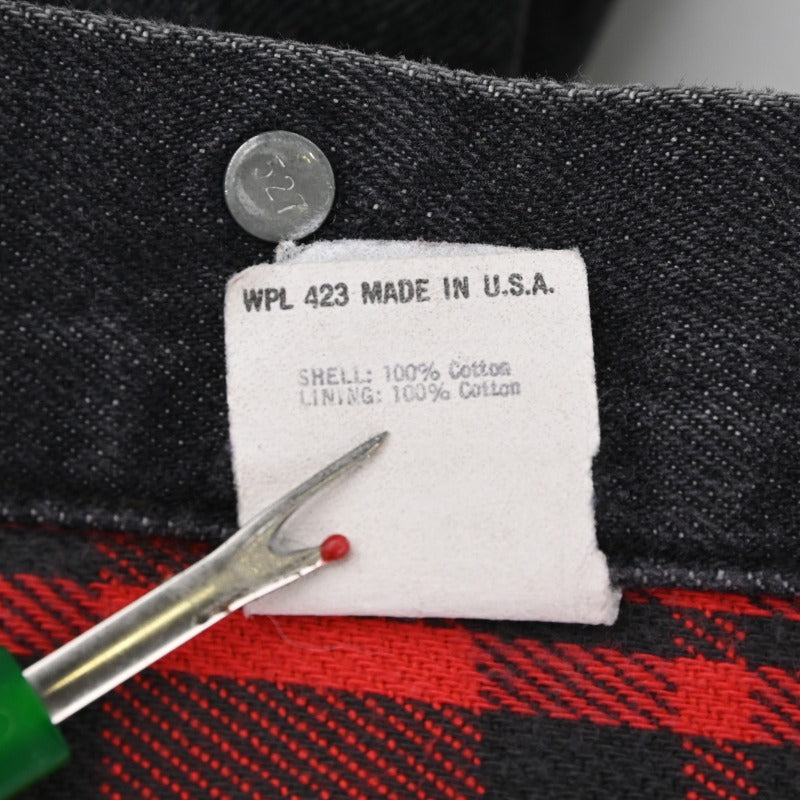 527
WPL 423 MADE IN U.S.A.
SHELL: 100% Cotton
LINING: 100% Cotton